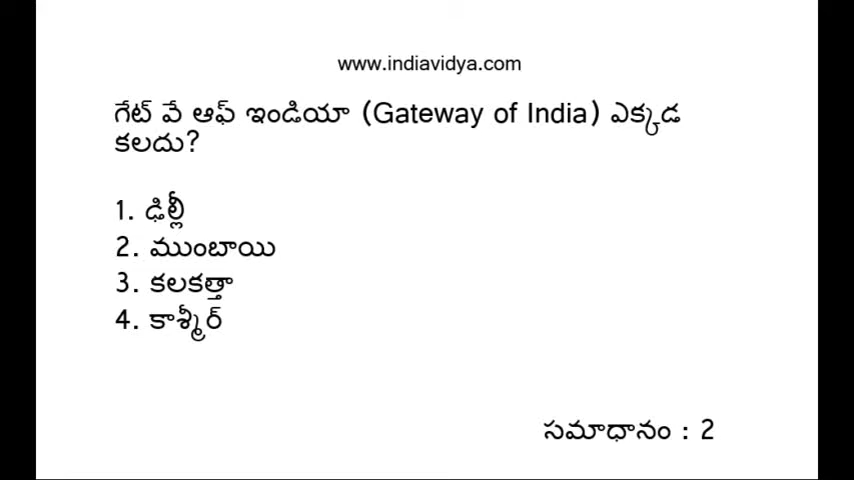 www.indiavidya.com
గేట్ వే ఆఫ్ ఇండియా (Gateway of India) ఎక్కడ
కలదు?
1. ఢిల్లీ
2. ముంబాయి
3. కలకత్తా
4. కాశ్మీర్
సమాధానం : 2